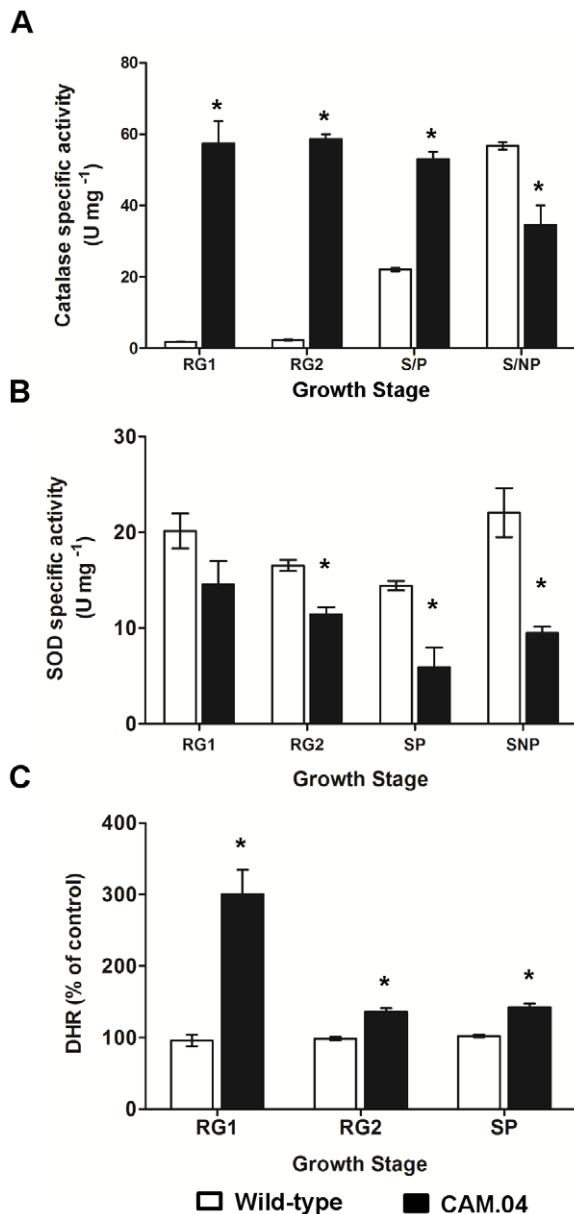 A
Catalase specific activity
(U mg -1)
80
60
40
20
0
*
*
*
*
RG1 RG2 S/P S/NP
Growth Stage
B
SOD specific activity
(U mg -1)
30
20
10
0
*
*
*
RG1 RG2 SP SNP
Growth Stage
C
DHR (% of control)
400
300
200
100
0
*
*
*
RG1 RG2 SP
Growth Stage
Wild-type CAM.04